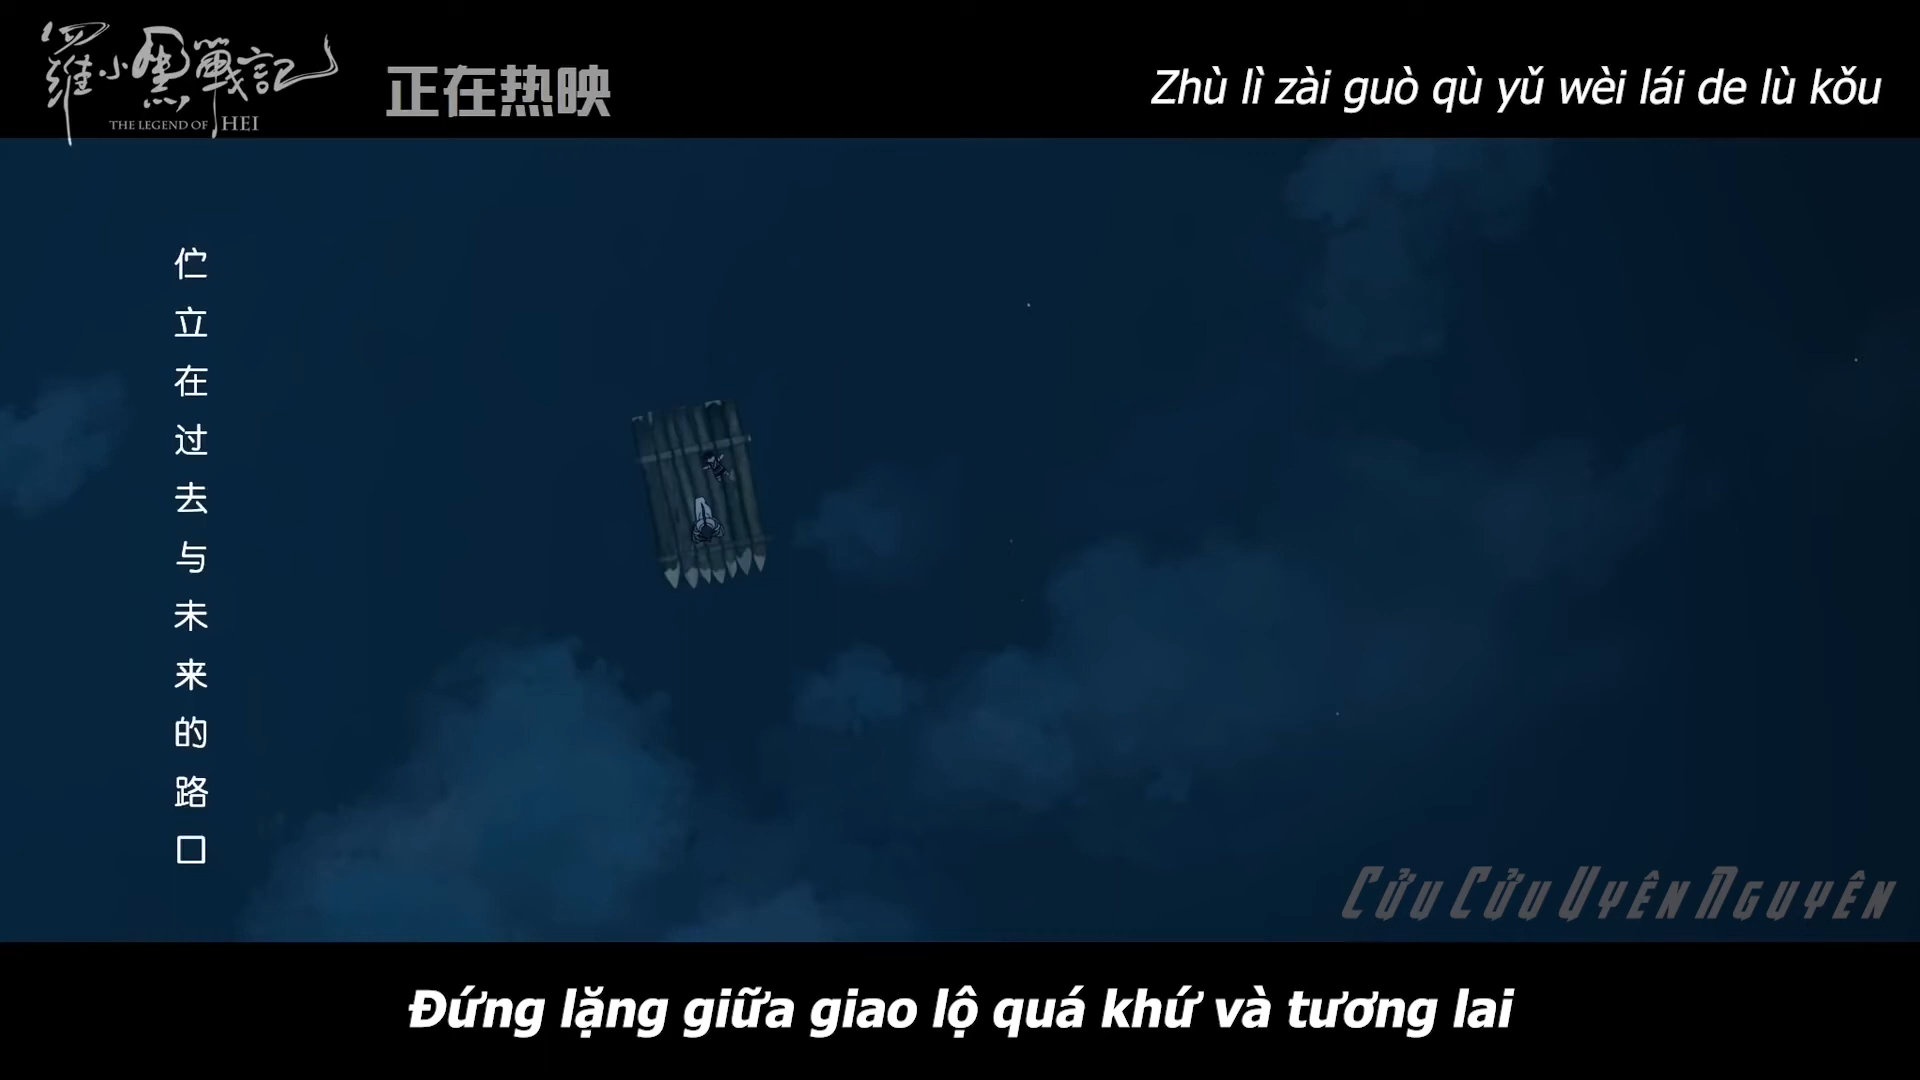 羅小黑戰記
THE LEGEND OF HEI
正在热映
Zhù lì zài guò qù yǔ wèi lái de lù kǒu
伫立在过去与未来的路口
Cửu Cửu Uyên Nguyên
Đứng lặng giữa giao lộ quá khứ và tương lai